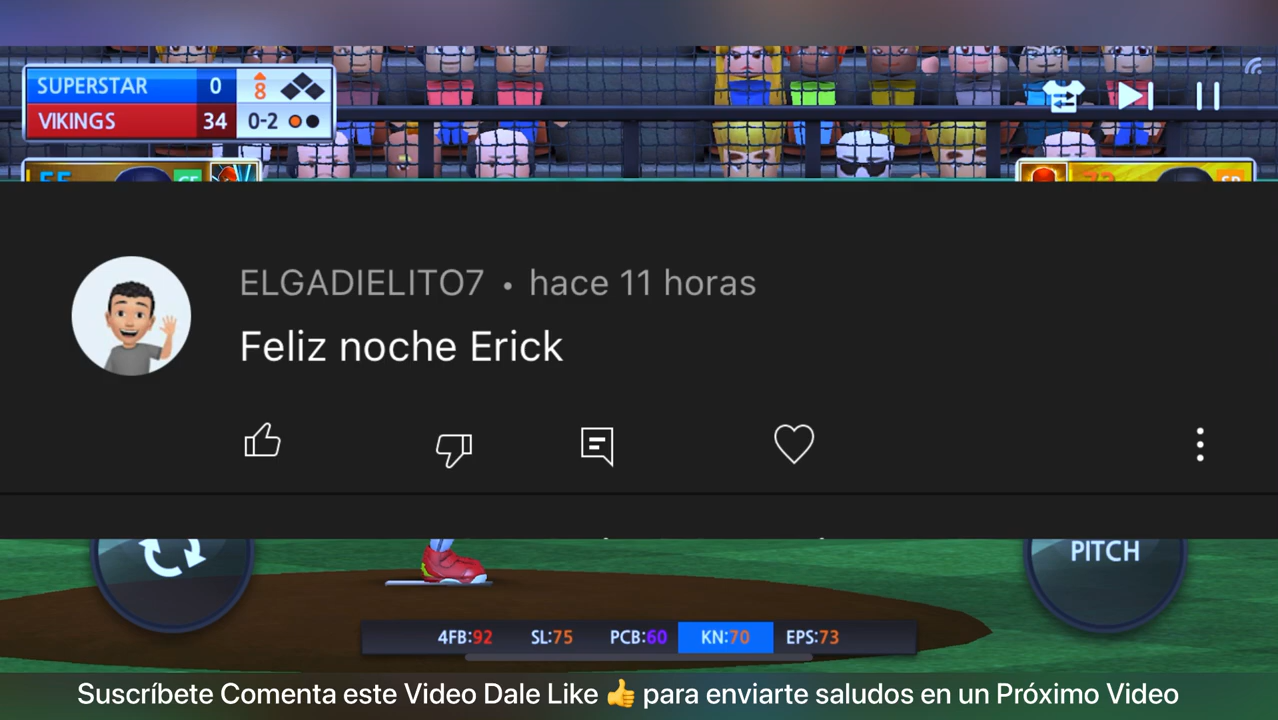 SUPERSTAR 0 8
VIKINGS 34 0-2
ELGADIELITO7 • hace 11 horas
Feliz noche Erick
PITCH
4FB:92 SL:75 PCB:60 KN:70 EPS:73
Suscríbete Comenta este Video Dale Like 👍 para enviarte saludos en un Próximo Video